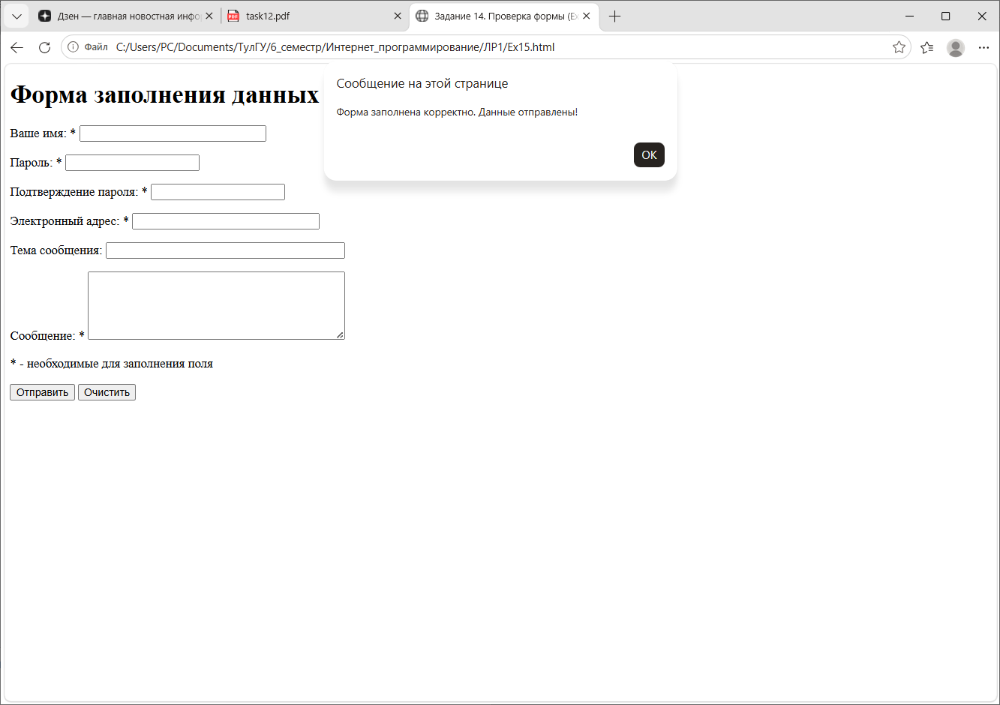 Дзен — главная новостная инфо
task12.pdf
Задание 14. Проверка формы (Ex
Файл C:/Users/PC/Documents/ТулГУ/6_семестр/Интернет_программирование/ЛР1/Ex15.html
Сообщение на этой странице
Форма заполнена корректно. Данные отправлены!
OK
Форма заполнения данных
Ваше имя: *
Пароль: *
Подтверждение пароля: *
Электронный адрес: *
Тема сообщения:
Сообщение: *
* - необходимые для заполнения поля
Отправить Очистить